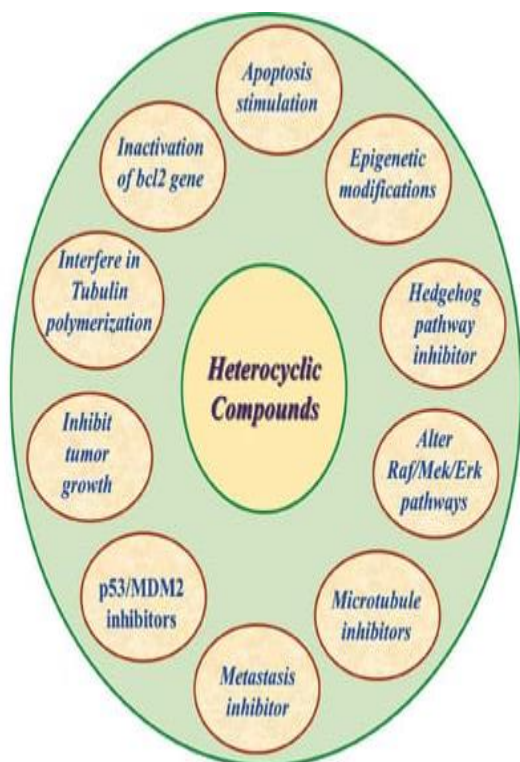 Apoptosis
stimulation
Epigenetic
modifications
Hedgehog
pathway
inhibitor
Alter
Raf/Mek/Erk
pathways
Microtubule
inhibitors
Metastasis
inhibitor
p53/MDM2
inhibitors
Inhibit
tumor
growth
Interfere in
Tubulin
polymerization
Inactivation
of bcl2 gene
Heterocyclic
Compounds